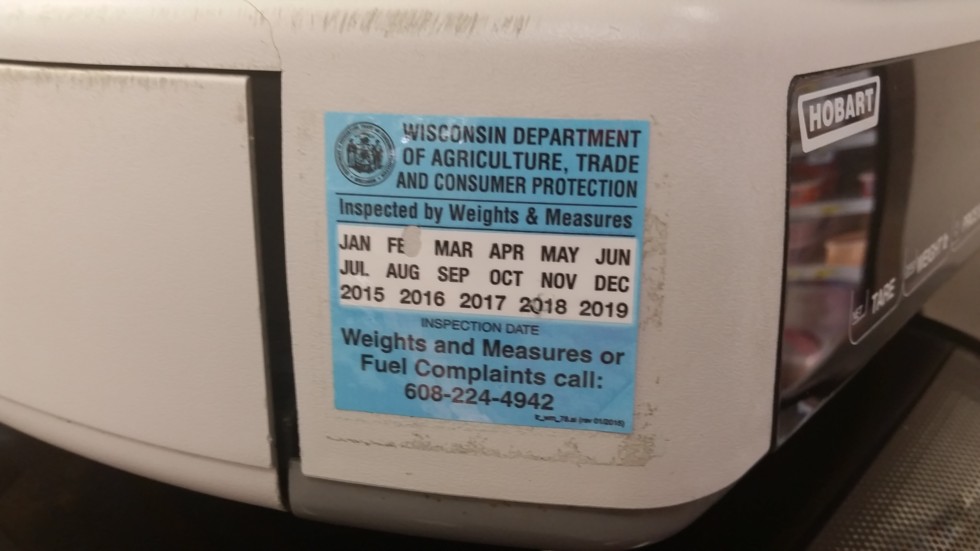 WISCONSIN DEPARTMENT
OF AGRICULTURE, TRADE
AND CONSUMER PROTECTION
Inspected by Weights & Measures
JAN FE MAR APR MAY JUN
JUL AUG SEP OCT NOV DEC
2015 2016 2017 2018 2019
INSPECTION DATE
Weights and Measures or
Fuel Complaints call:
608-224-4942
HOBART
TARE